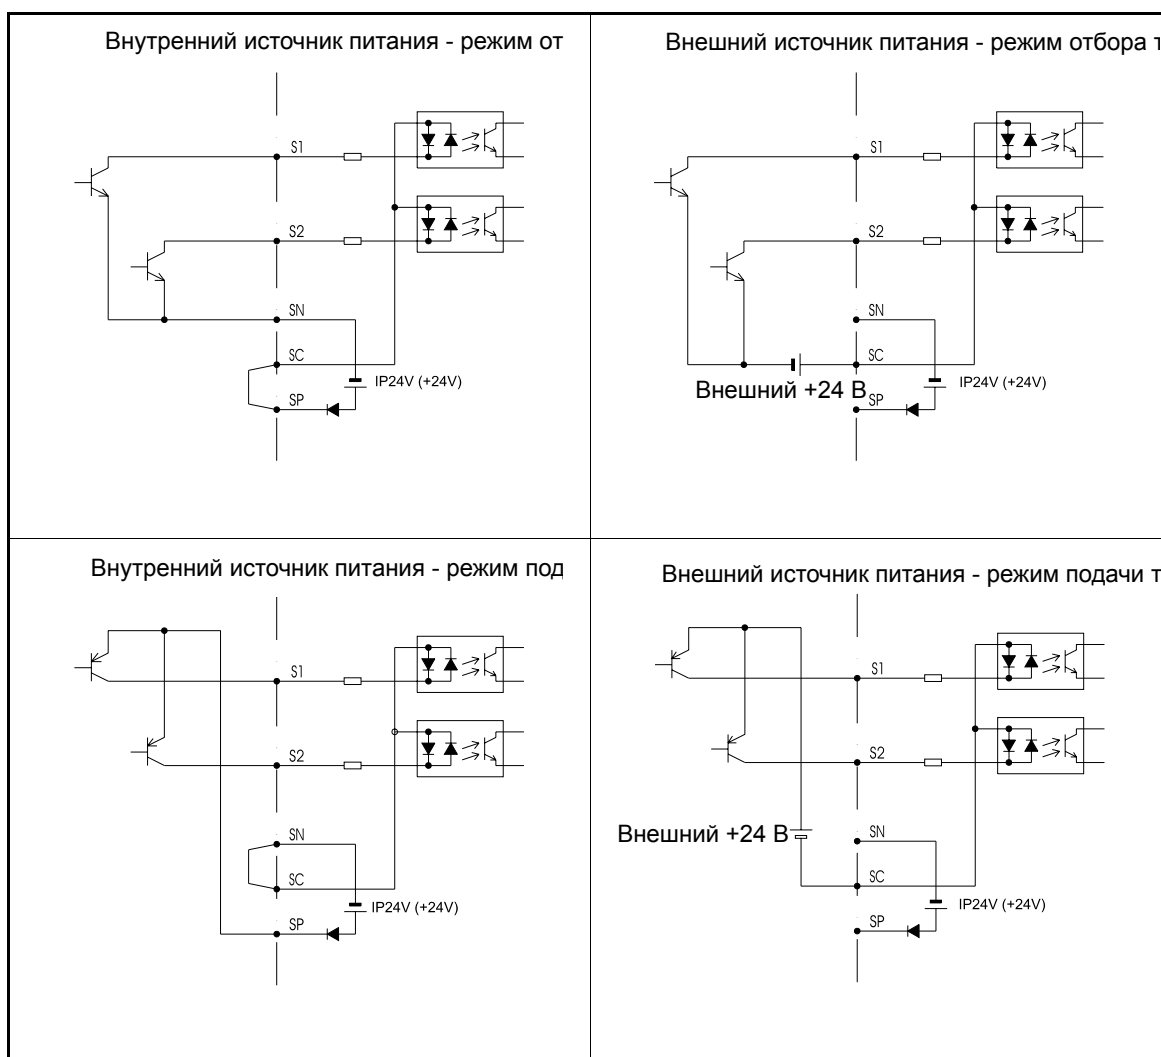 Внутренний источник питания - режим от
S1
S2
SN
SC
IP24V (+24V)
SP
Внешний источник питания - режим отбора т
S1
S2
SN
SC
Внешний +24 В
IP24V (+24V)
SP
Внутренний источник питания - режим под
S1
S2
SN
SC
IP24V (+24V)
SP
Внешний источник питания - режим подачи т
S1
S2
Внешний +24 В
SN
SC
IP24V (+24V)
SP